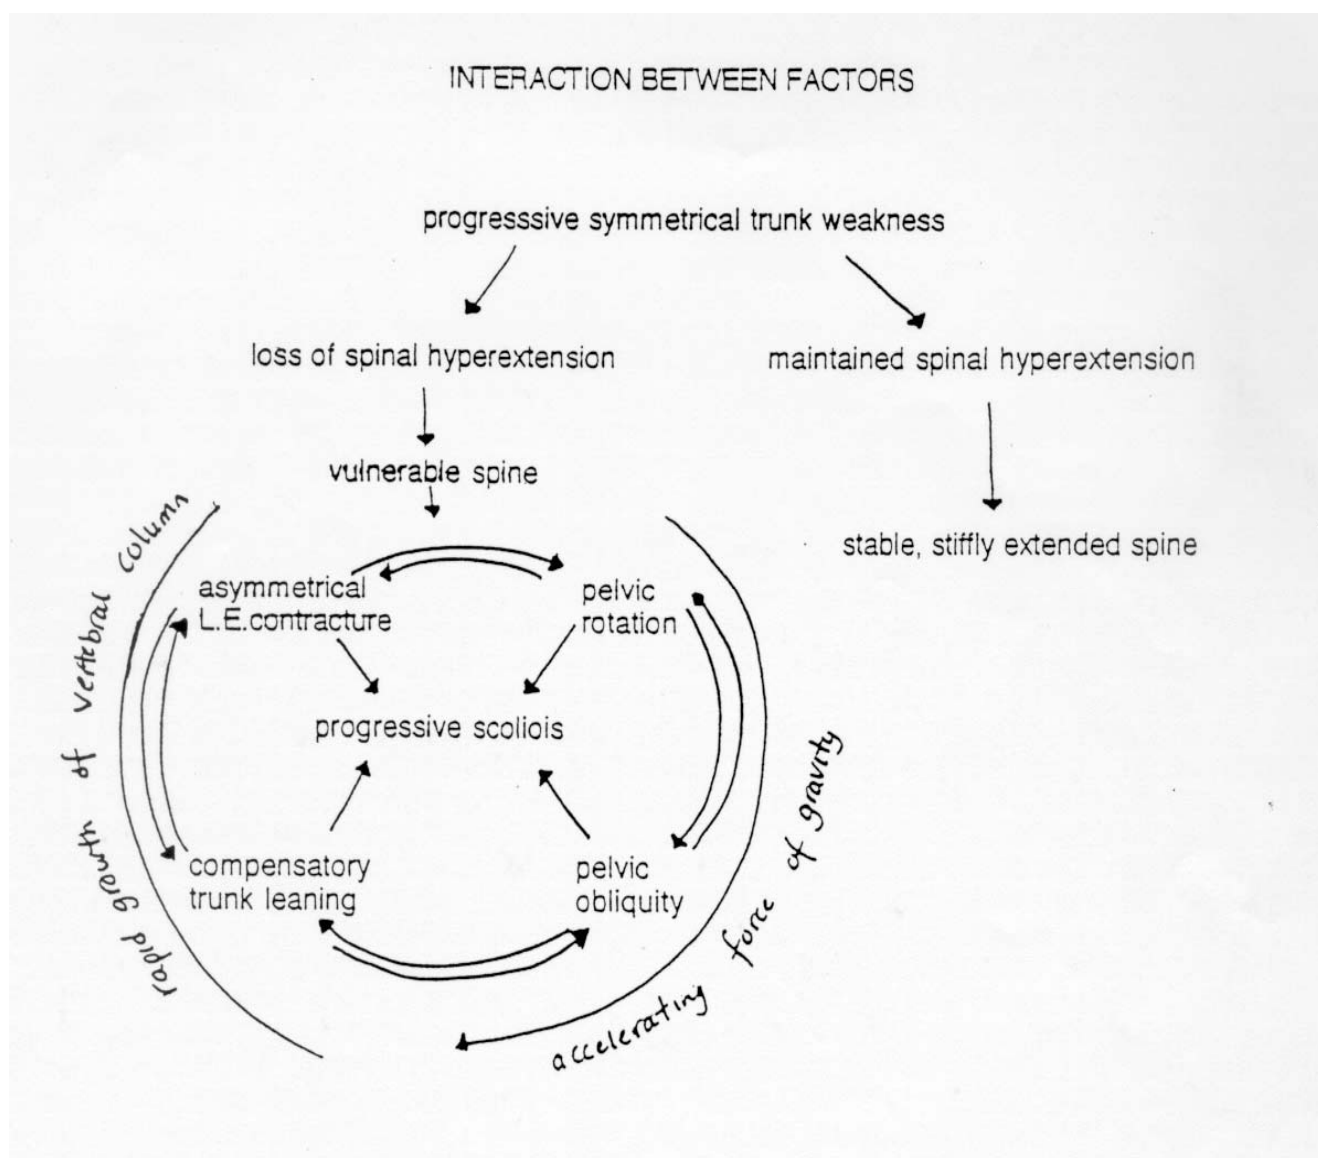 INTERACTION BETWEEN FACTORS
progresssive symmetrical trunk weakness
loss of spinal hyperextension
maintained spinal hyperextension
vulnerable spine
stable, stiffly extended spine
asymmetrical
L.E.contracture
pelvic
rotation
progressive scoliois
compensatory
trunk leaning
pelvic
obliquity
rapid growth of vertebral column
accelerating force of gravity